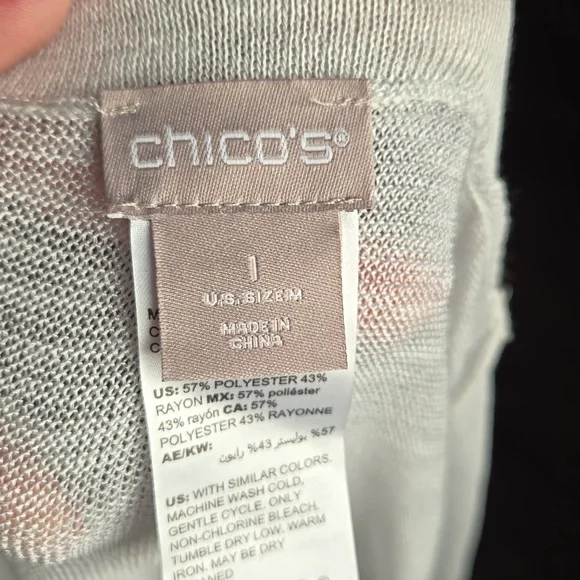 chico's®
1
U.S. SIZE M
MADE IN
CHINA
M
C
C
US: 57% POLYESTER 43%
RAYON MX: 57% poliéster
43% rayón CA: 57%
POLYESTER 43% RAYONNE
AE/KW: %57 بوليستر %43 رايون
US: WITH SIMILAR COLORS.
MACHINE WASH COLD,
GENTLE CYCLE. ONLY
NON-CHLORINE BLEACH.
TUMBLE DRY LOW. WARM
IRON. MAY BE DRY